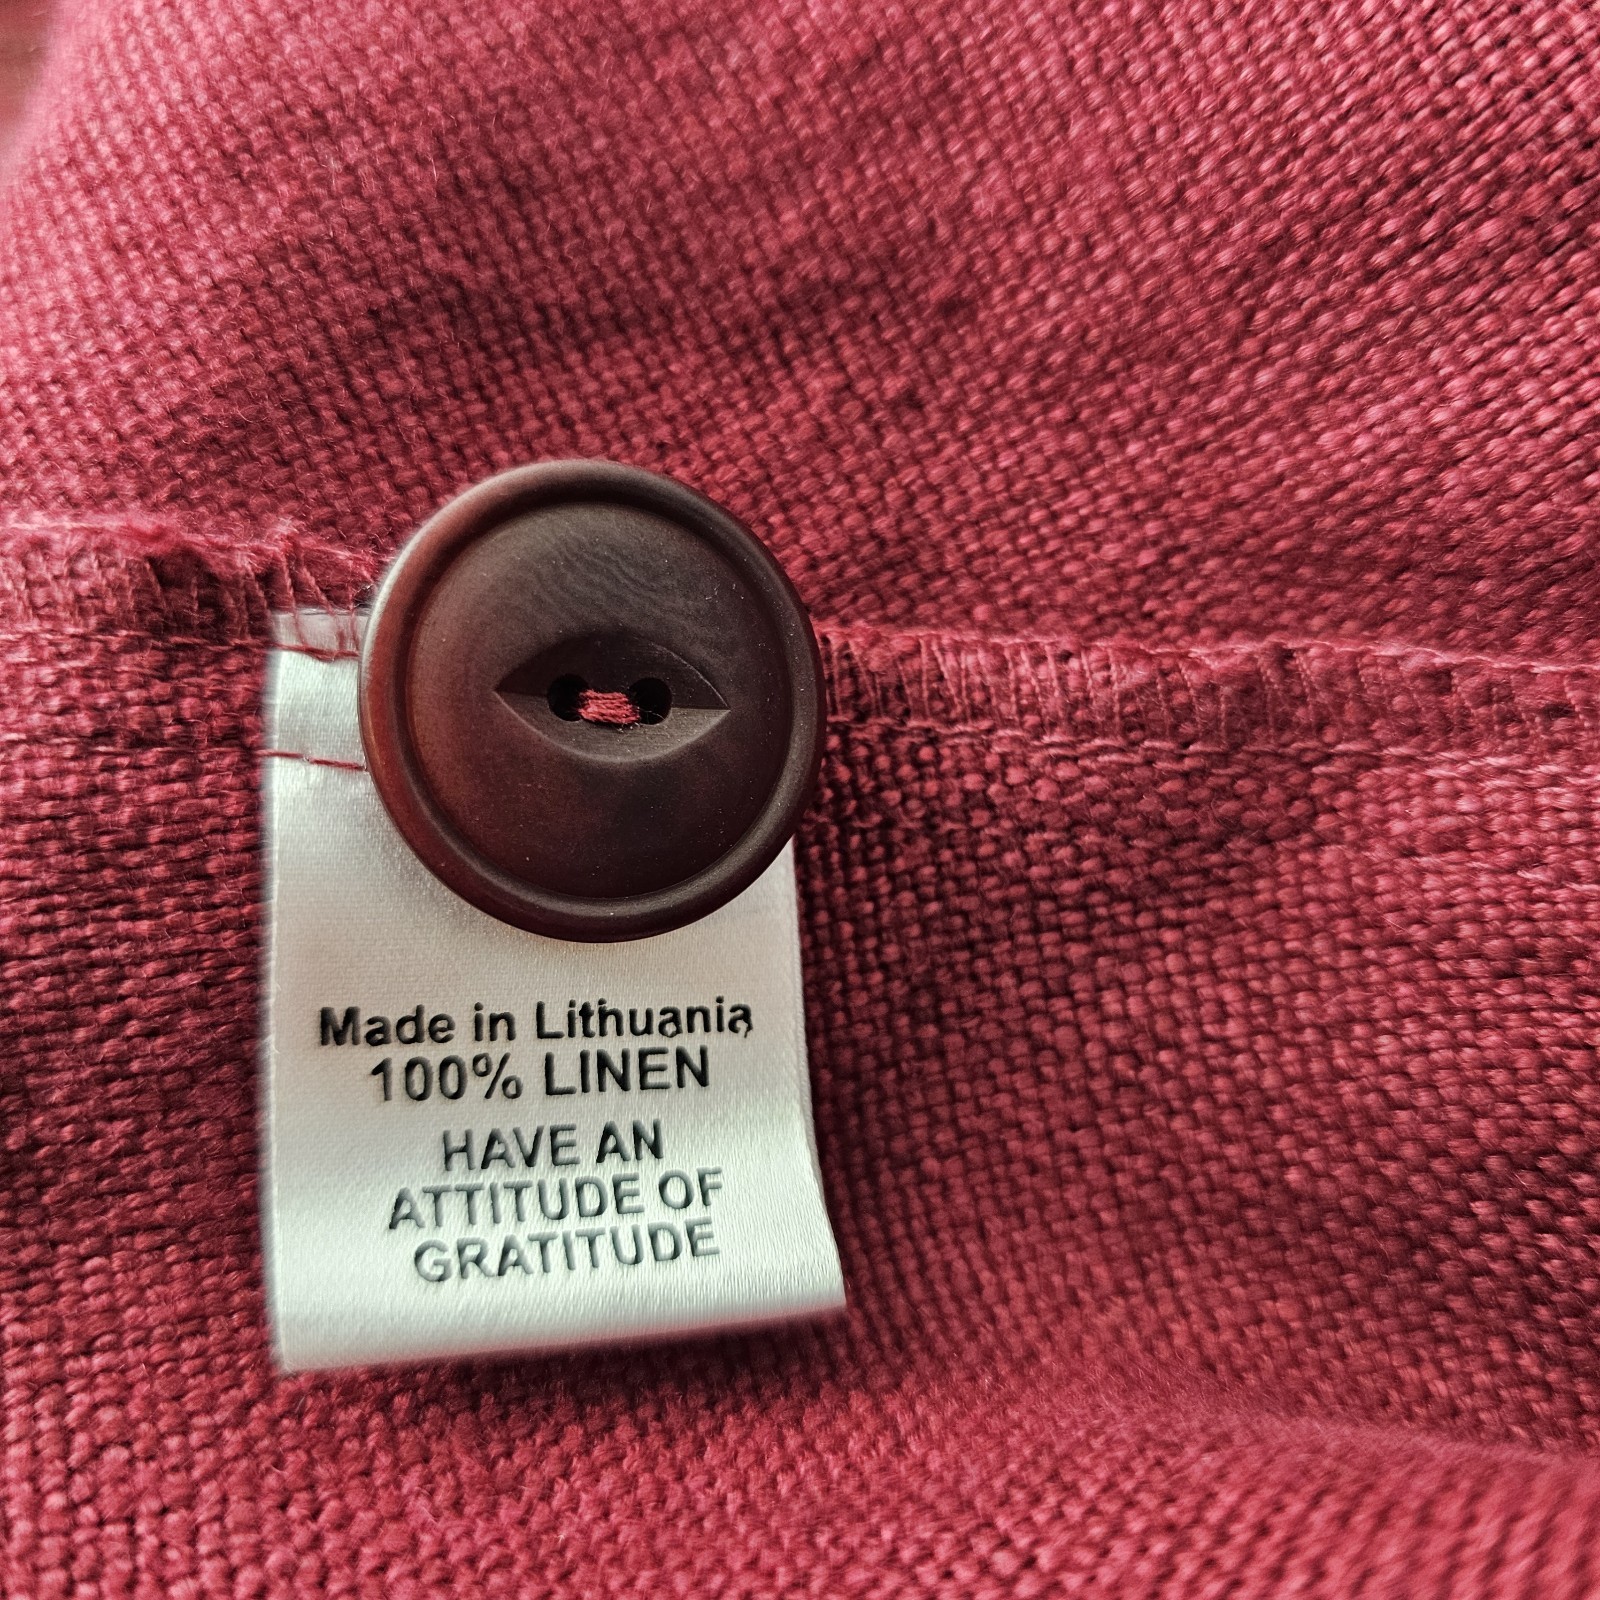 Made in Lithuania
100% LINEN
HAVE AN
ATTITUDE OF
GRATITUDE